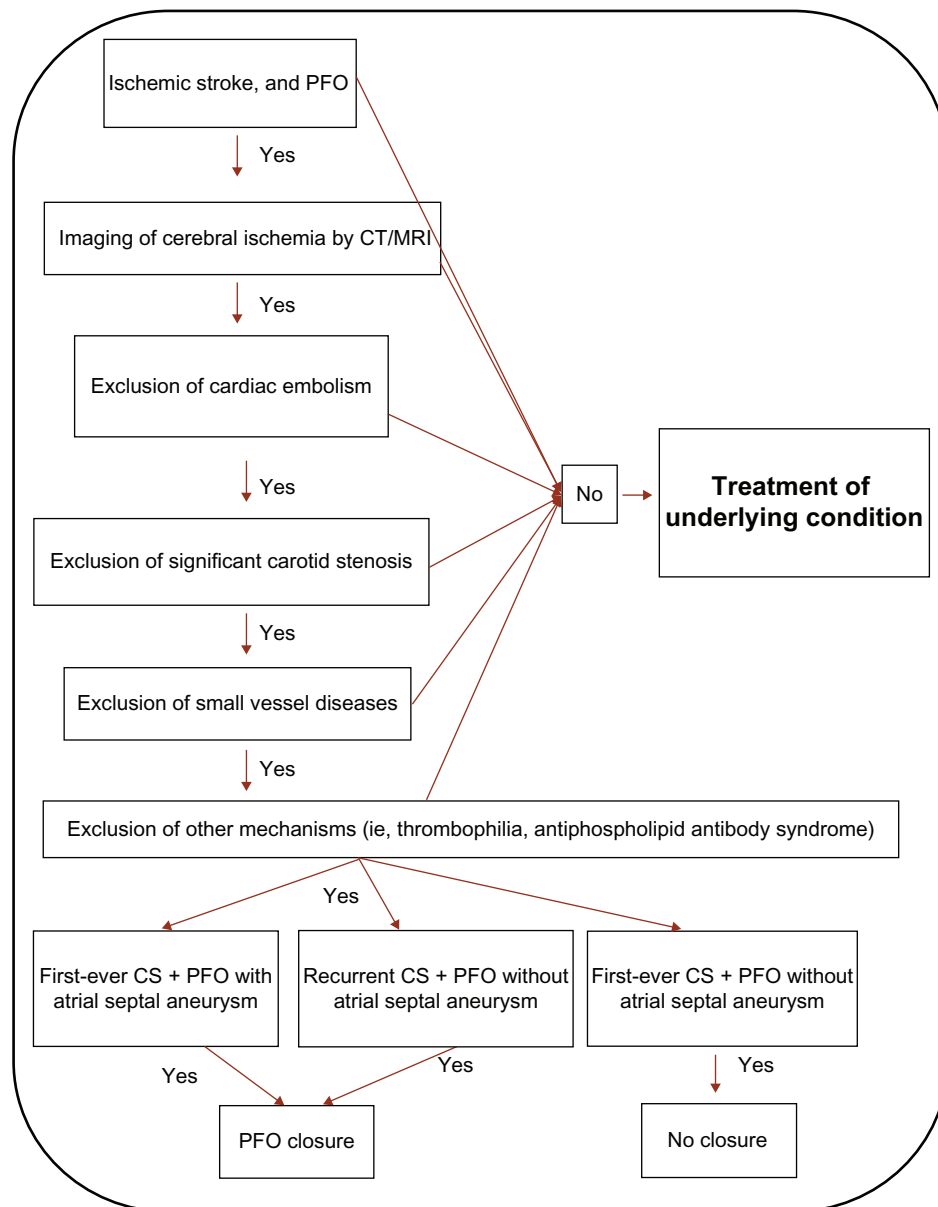 Ischemic stroke, and PFO
Yes
Imaging of cerebral ischemia by CT/MRI
Yes
Exclusion of cardiac embolism
Yes
Exclusion of significant carotid stenosis
Yes
Exclusion of small vessel diseases
Yes
Exclusion of other mechanisms (ie, thrombophilia, antiphospholipid antibody syndrome)
No
Treatment of
underlying condition
Yes
First-ever CS + PFO with
atrial septal aneurysm
Recurrent CS + PFO without
atrial septal aneurysm
First-ever CS + PFO without
atrial septal aneurysm
Yes
Yes
Yes
PFO closure
No closure